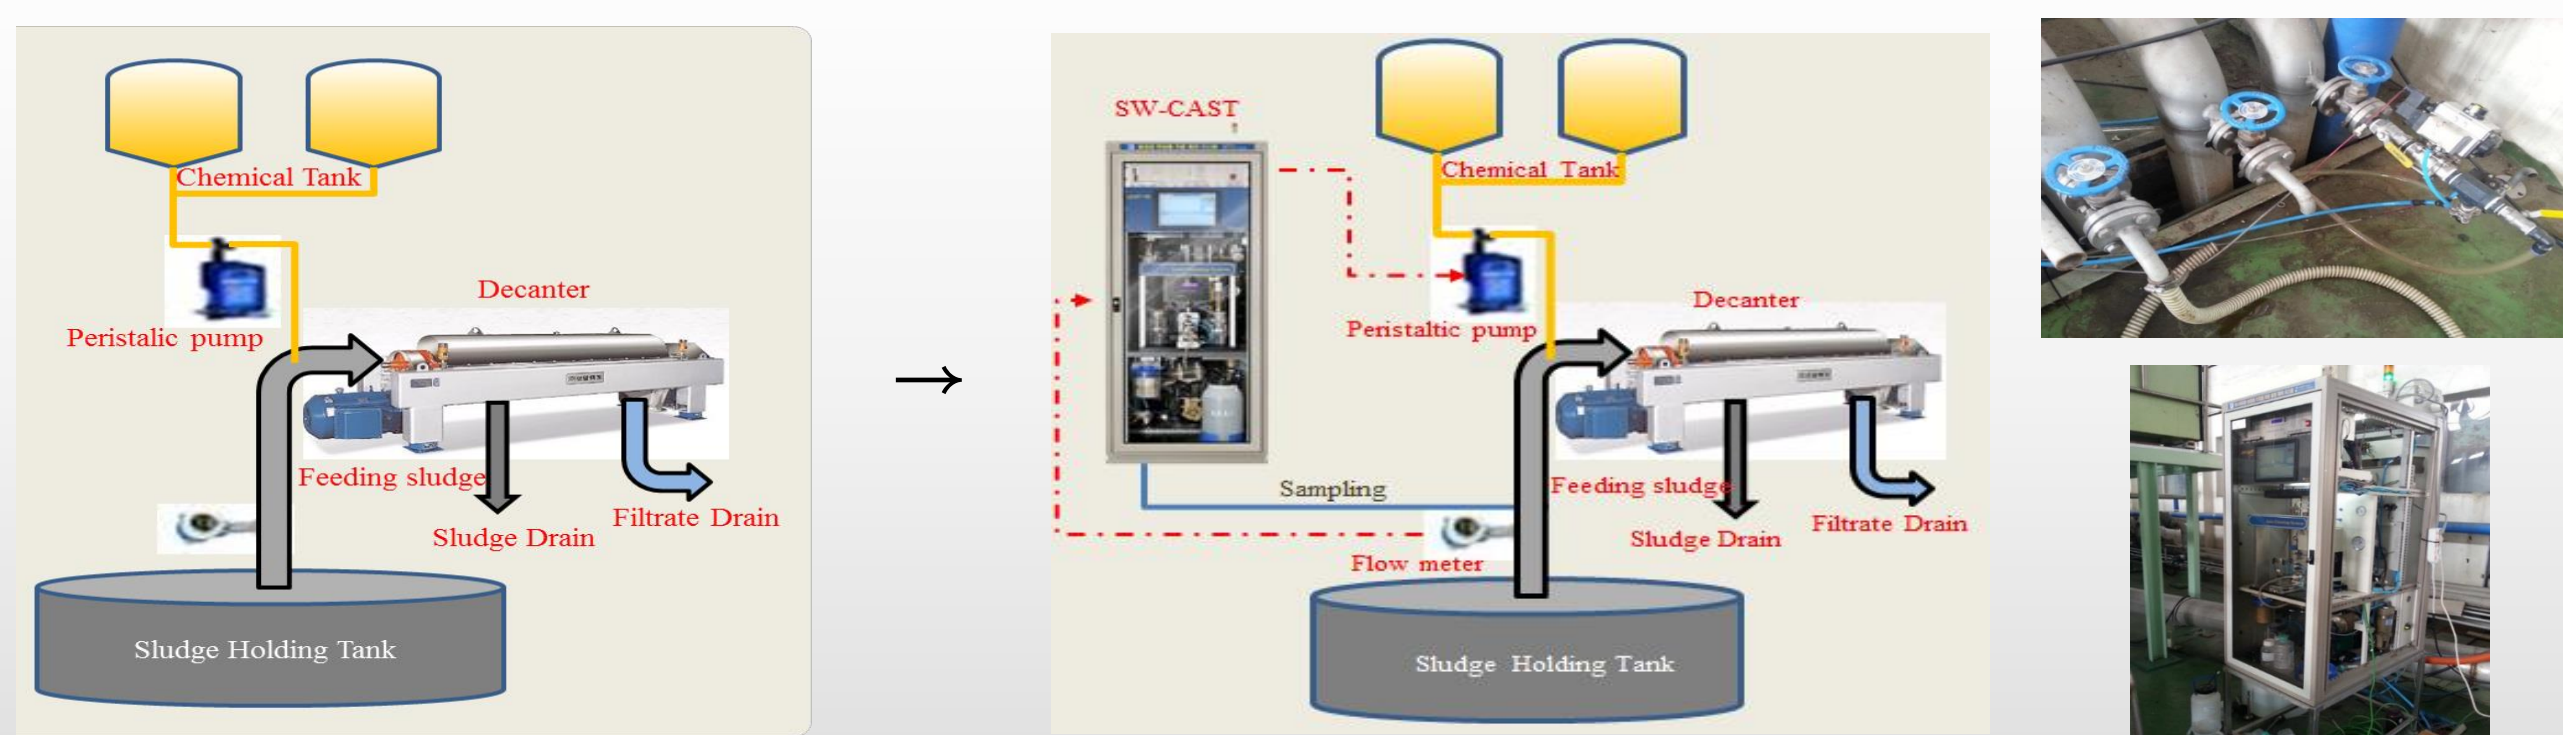 Chemical Tank
Peristalic pump
Decanter
Feeding sludge
Sludge Drain
Filtrate Drain
Sludge Holding Tank
→
SW-CAST
Chemical Tank
Peristaltic pump
Decanter
Sampling
Feeding sludge
Flow meter
Sludge Drain
Filtrate Drain
Sludge Holding Tank